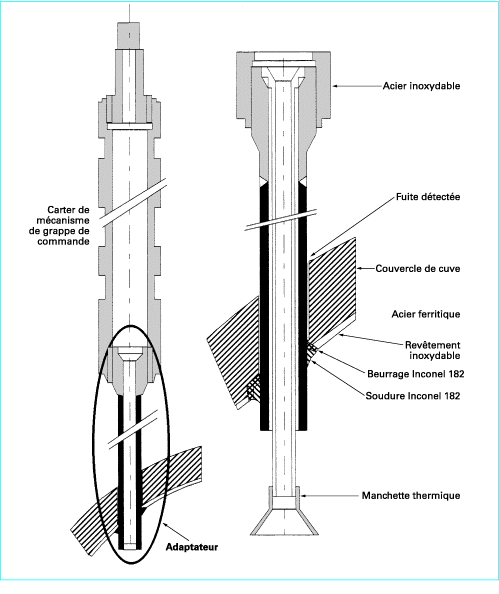 Acier inoxydable
Carter de
mécanisme
de grappe de
commande
Fuite détectée
Couvercle de cuve
Acier ferritique
Revêtement
inoxydable
Beurrage Inconel 182
Soudure Inconel 182
Manchette thermique
Adaptateur